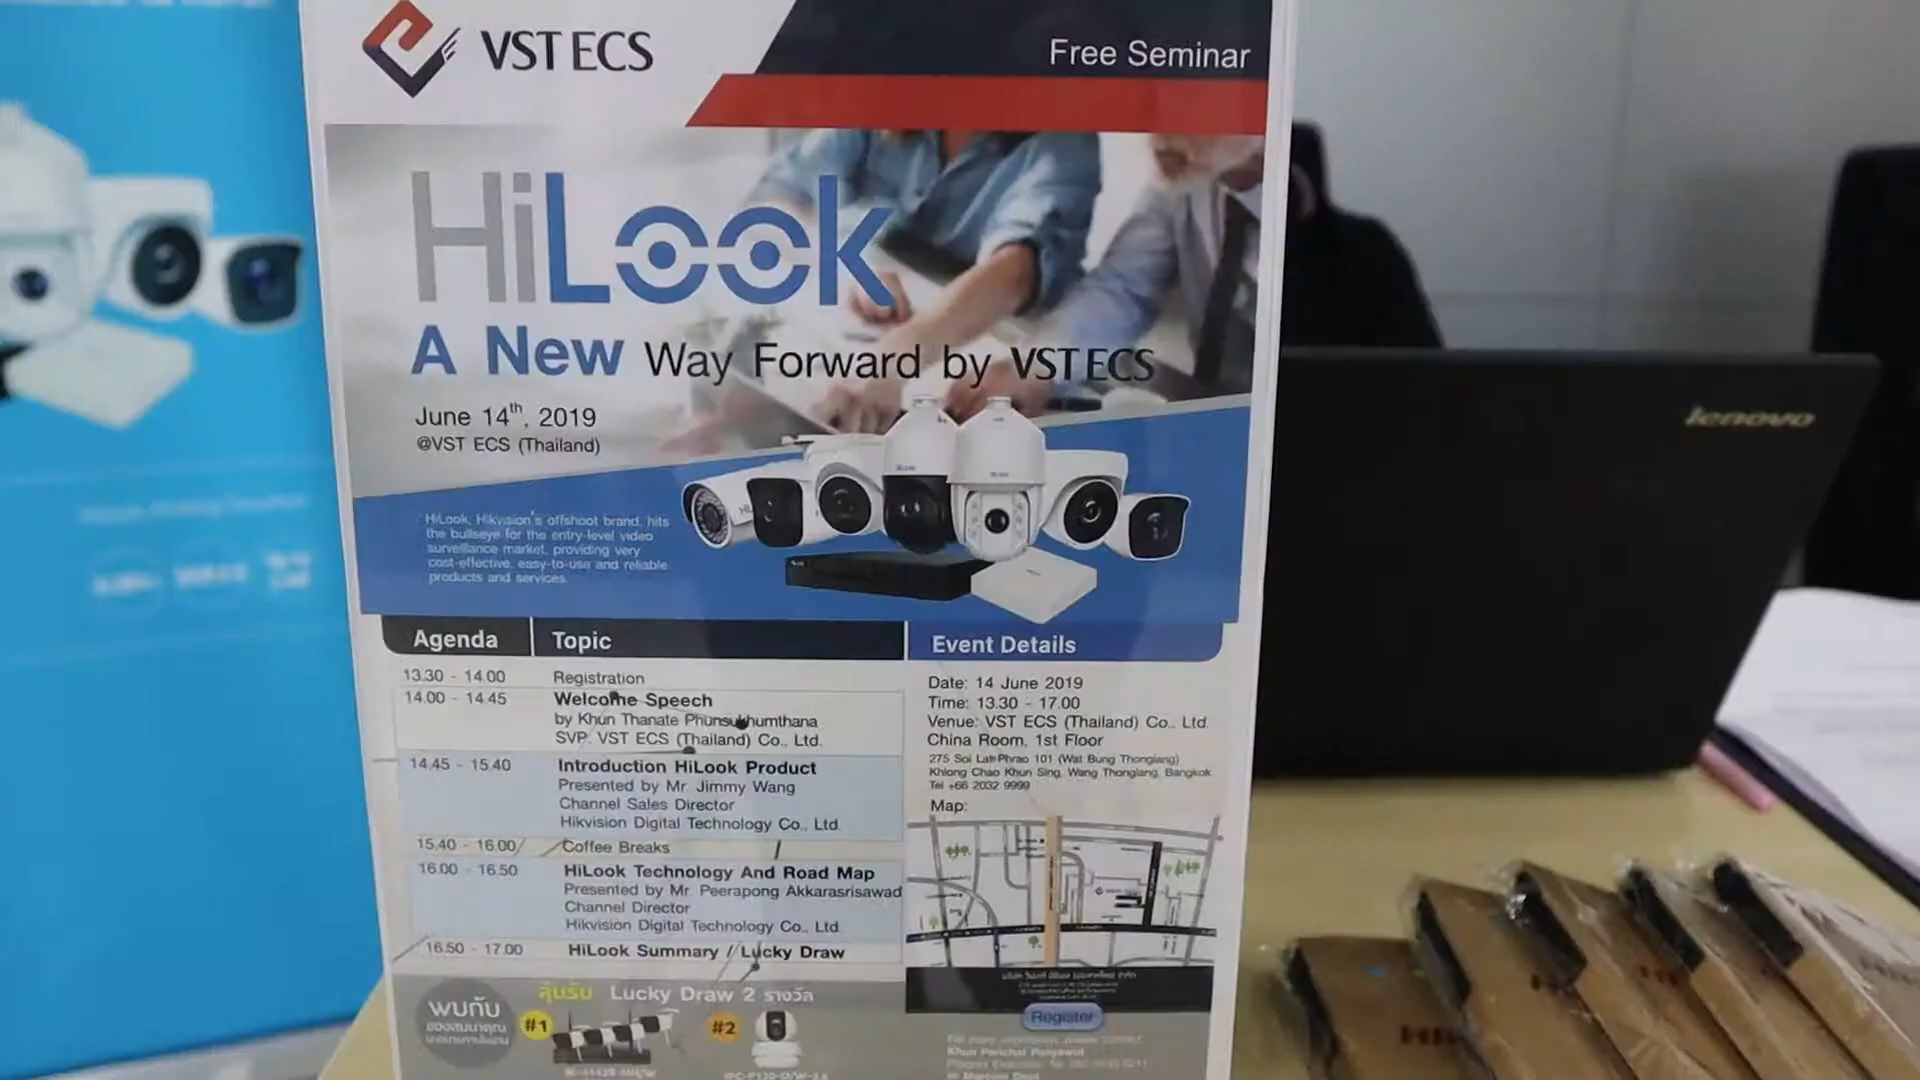 VST ECS
Free Seminar
HiLook
A New Way Forward by VST ECS
June 14th, 2019
@VST ECS (Thailand)
HiLook, Hikvision's offshoot brand, hits
the bullseye for the entry-level video
surveillance market, providing very
cost-effective, easy-to-use and reliable
products and services.
Agenda Topic
13.30 - 14.00 Registration
14.00 - 14.45 Welcome Speech
by Khun Thanate Phunsukhumthana
SVP. VST ECS (Thailand) Co., Ltd.
14.45 - 15.40 Introduction HiLook Product
Presented by Mr. Jimmy Wang
Channel Sales Director
Hikvision Digital Technology Co., Ltd.
15.40 - 16.00 Coffee Breaks
16.00 - 16.50 HiLook Technology And Road Map
Presented by Mr. Peerapong Akkarasrisawad
Channel Director
Hikvision Digital Technology Co., Ltd.
16.50 - 17.00 HiLook Summary / Lucky Draw
Event Details
Date: 14 June 2019
Time: 13.30 - 17.00
Venue: VST ECS (Thailand) Co., Ltd.
China Room, 1st Floor
275 Soi Lat Phrao 101 (Wat Bung Thonglang)
Khlong Chao Khun Sing, Wang Thonglang, Bangkok.
Tel +66 2032 9999
Map:
Register
พบกับ
ลุ้นรับ Lucky Draw 2 รางวัล
#1
#2
lenovo